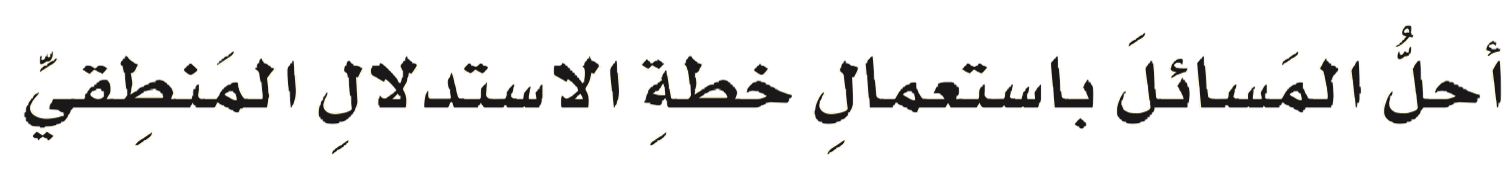 أحلُّ المَسائلَ باستعمالِ خطةِ الاستدلالِ المَنطِقيِّ